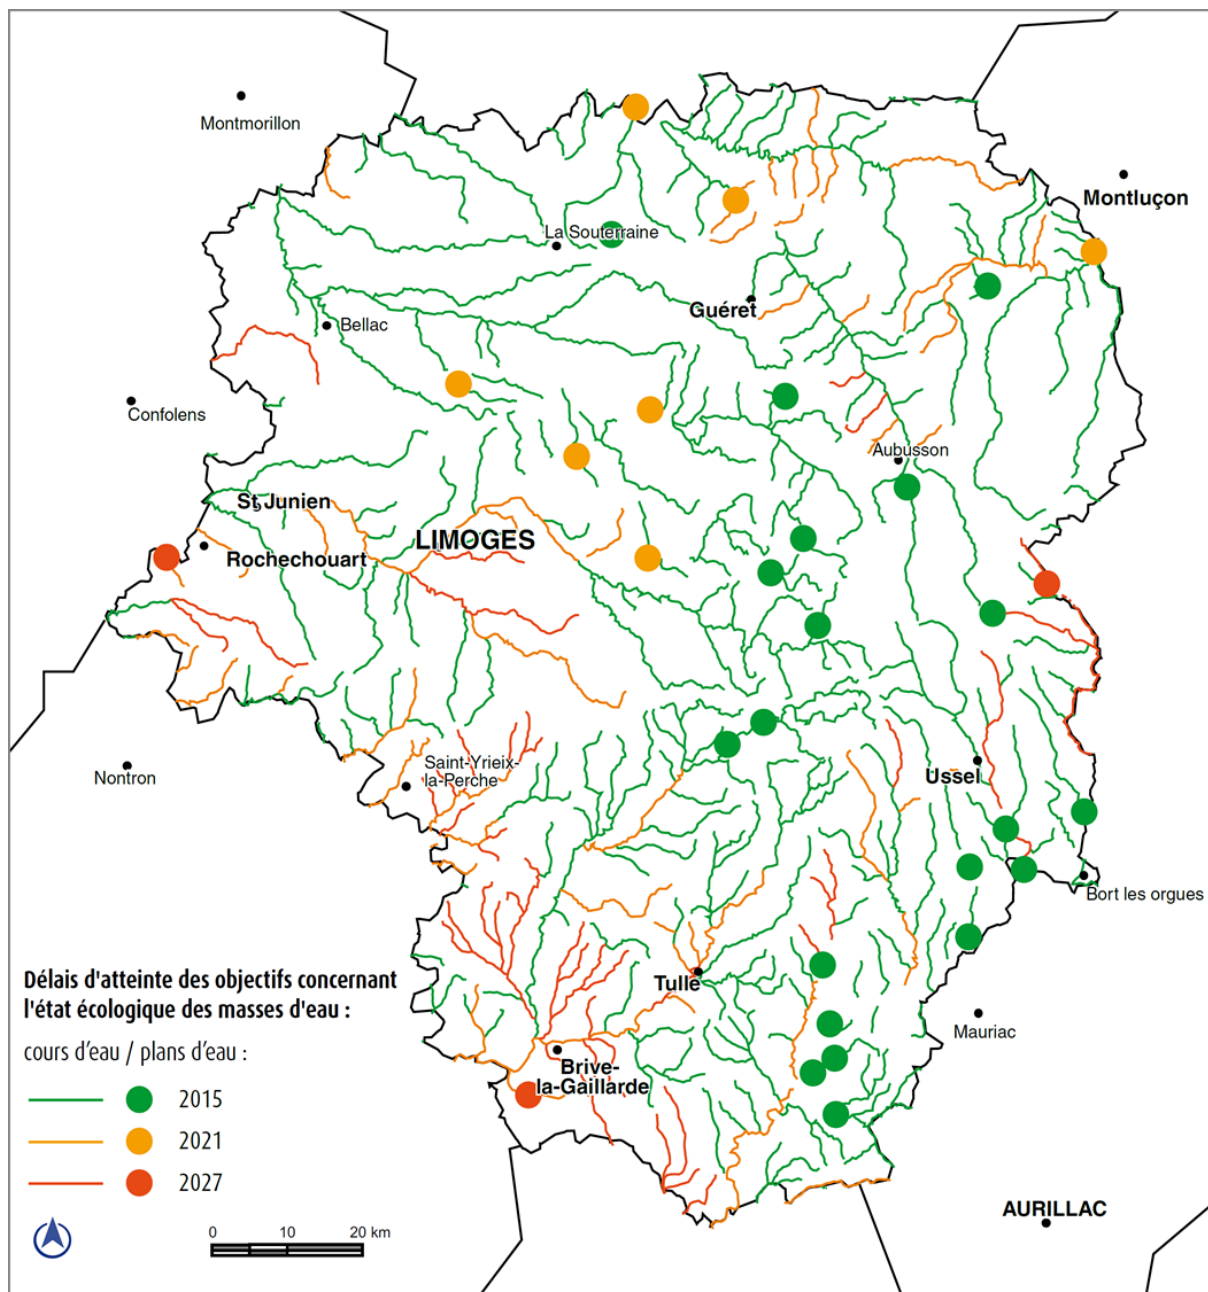 Montmorillon
Montluçon
La Souterraine
Guéret
Bellac
Confolens
Aubusson
St Junien
LIMOGES
Rochechouart
Saint-Yrieix-
la-Perche
Nontron
Ussel
Bort les orgues
Tulle
Mauriac
Brive-
la-Gaillarde
AURILLAC
Délais d'atteinte des objectifs concernant
l'état écologique des masses d'eau :
cours d'eau / plans d'eau :
2015
2021
2027
0 10 20 km